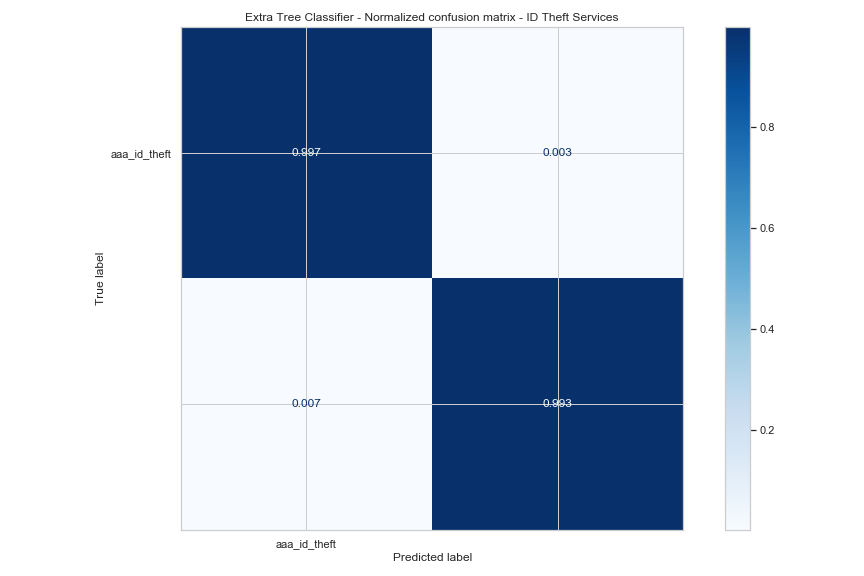 Extra Tree Classifier - Normalized confusion matrix - ID Theft Services
aaa_id_theft
0.997
0.003
0.007
0.993
True label
aaa_id_theft
Predicted label
0.8
0.6
0.4
0.2